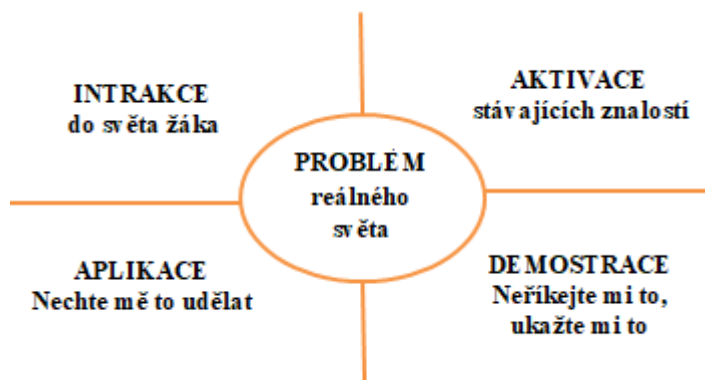 INTRAKCE
do světa žáka
AKTIVACE
stávajících znalostí
PROBLÉM
reálného
světa
APLIKACE
Nechte mě to udělat
DEMOSTRACE
Neříkejte mi to,
ukažte mi to